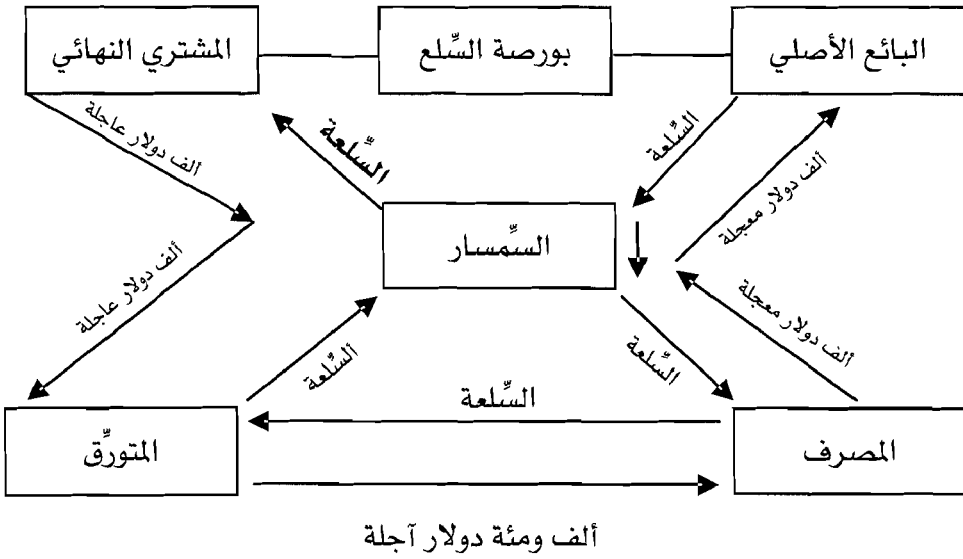 البائع الأصلي
بورصة السِّلع
المشتري النهائي
السِّلعة
ألف دولار معجلة
السِّلعة
ألف دولار عاجلة
السِّمسار
ألف دولار معجلة
السِّلعة
السِّلعة
ألف دولار عاجلة
السِّلعة
المصرف
المتورِّق
ألف ومئة دولار آجلة